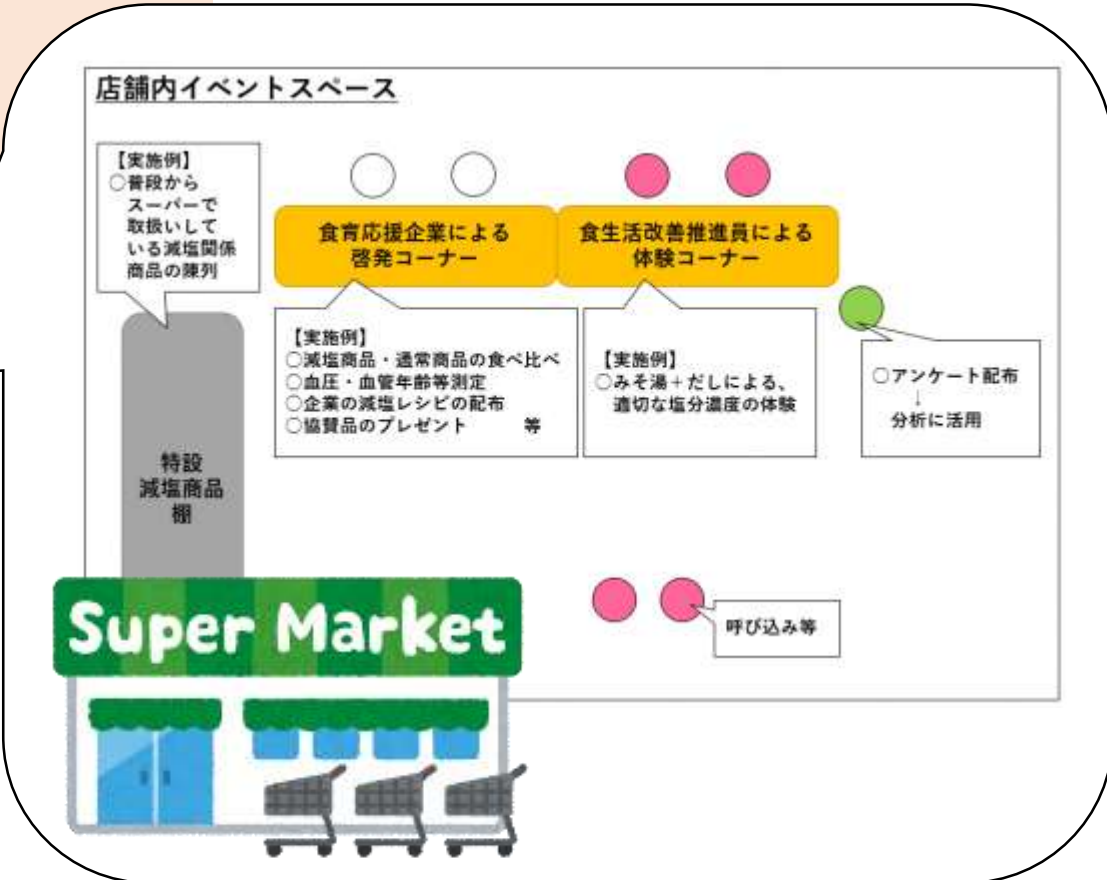 店舗内イベントスペース
【実施例】
○普段から
スーパーで
取扱いして
いる減塩関係
商品の陳列
食育応援企業による
啓発コーナー
食生活改善推進員による
体験コーナー
【実施例】
○減塩商品・通常商品の食べ比べ
○血圧・血管年齢等測定
○企業の減塩レシピの配布
○協賛品のプレゼント　　等
【実施例】
○みそ湯＋だしによる、
適切な塩分濃度の体験
○アンケート配布
↓
分析に活用
特設
減塩商品
棚
呼び込み等
Super Market